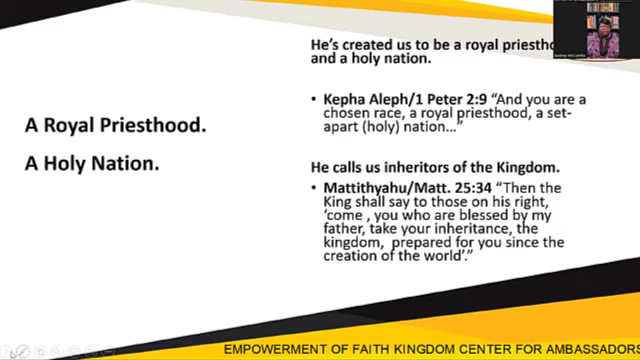 He's created us to be a royal
and a holy nation.
A Royal Priesthood.
A Holy Nation.
• Kepha Aleph/1 Peter 2:9 “And you are a
chosen race, a royal priesthood, a set-
apart (holy) nation…”
He calls us inheritors of the Kingdom.
• Mattithyahu/Matt. 25:34 “Then the
King shall say to those on his right,
‘come , you who are blessed by my
father, take your inheritance, the
kingdom, prepared for you since the
creation of the world’.”
EMPOWERMENT OF FAITH KINGDOM CENTER FOR AMBASSADORS